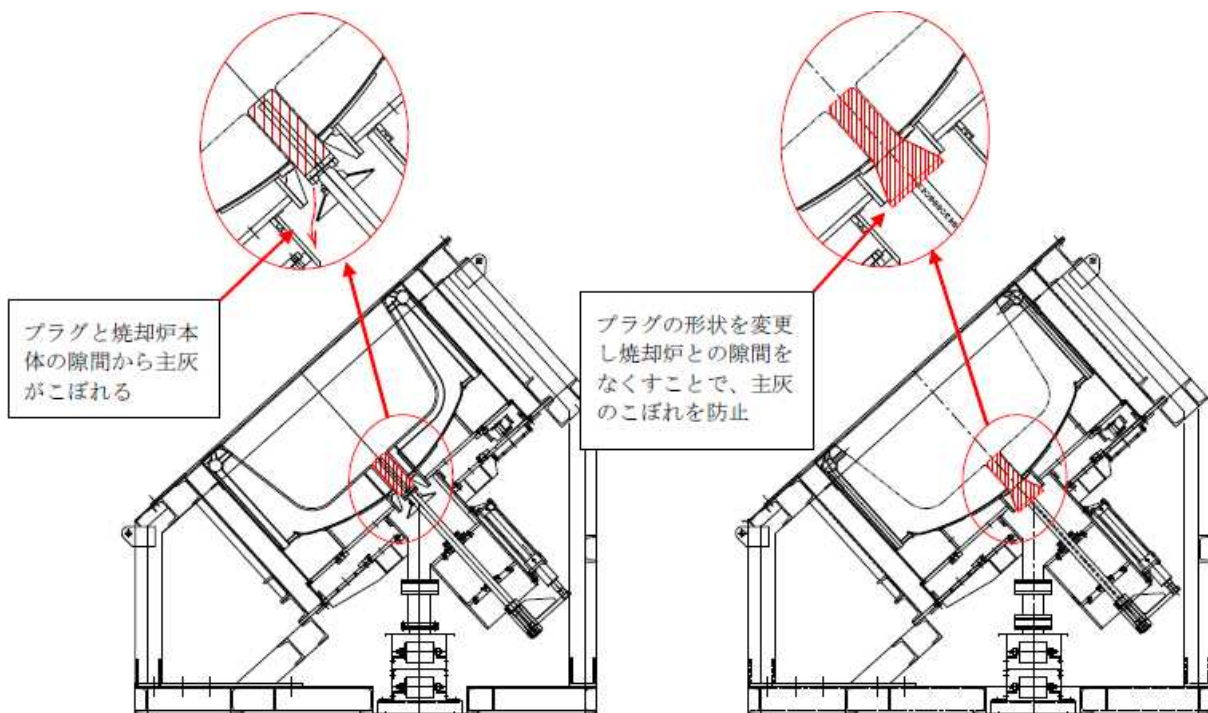 プラグと焼却炉本
体の隙間から主灰
がこぼれる
プラグの形状を変更
し焼却炉との隙間を
なくすことで、主灰
のこぼれを防止